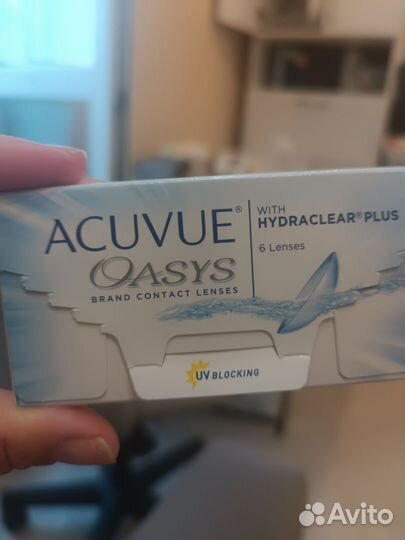 ACUVUE®
OASYS
BRAND CONTACT LENSES
WITH
HYDRACLEAR® PLUS
6 Lenses
UV BLOCKING
Avito